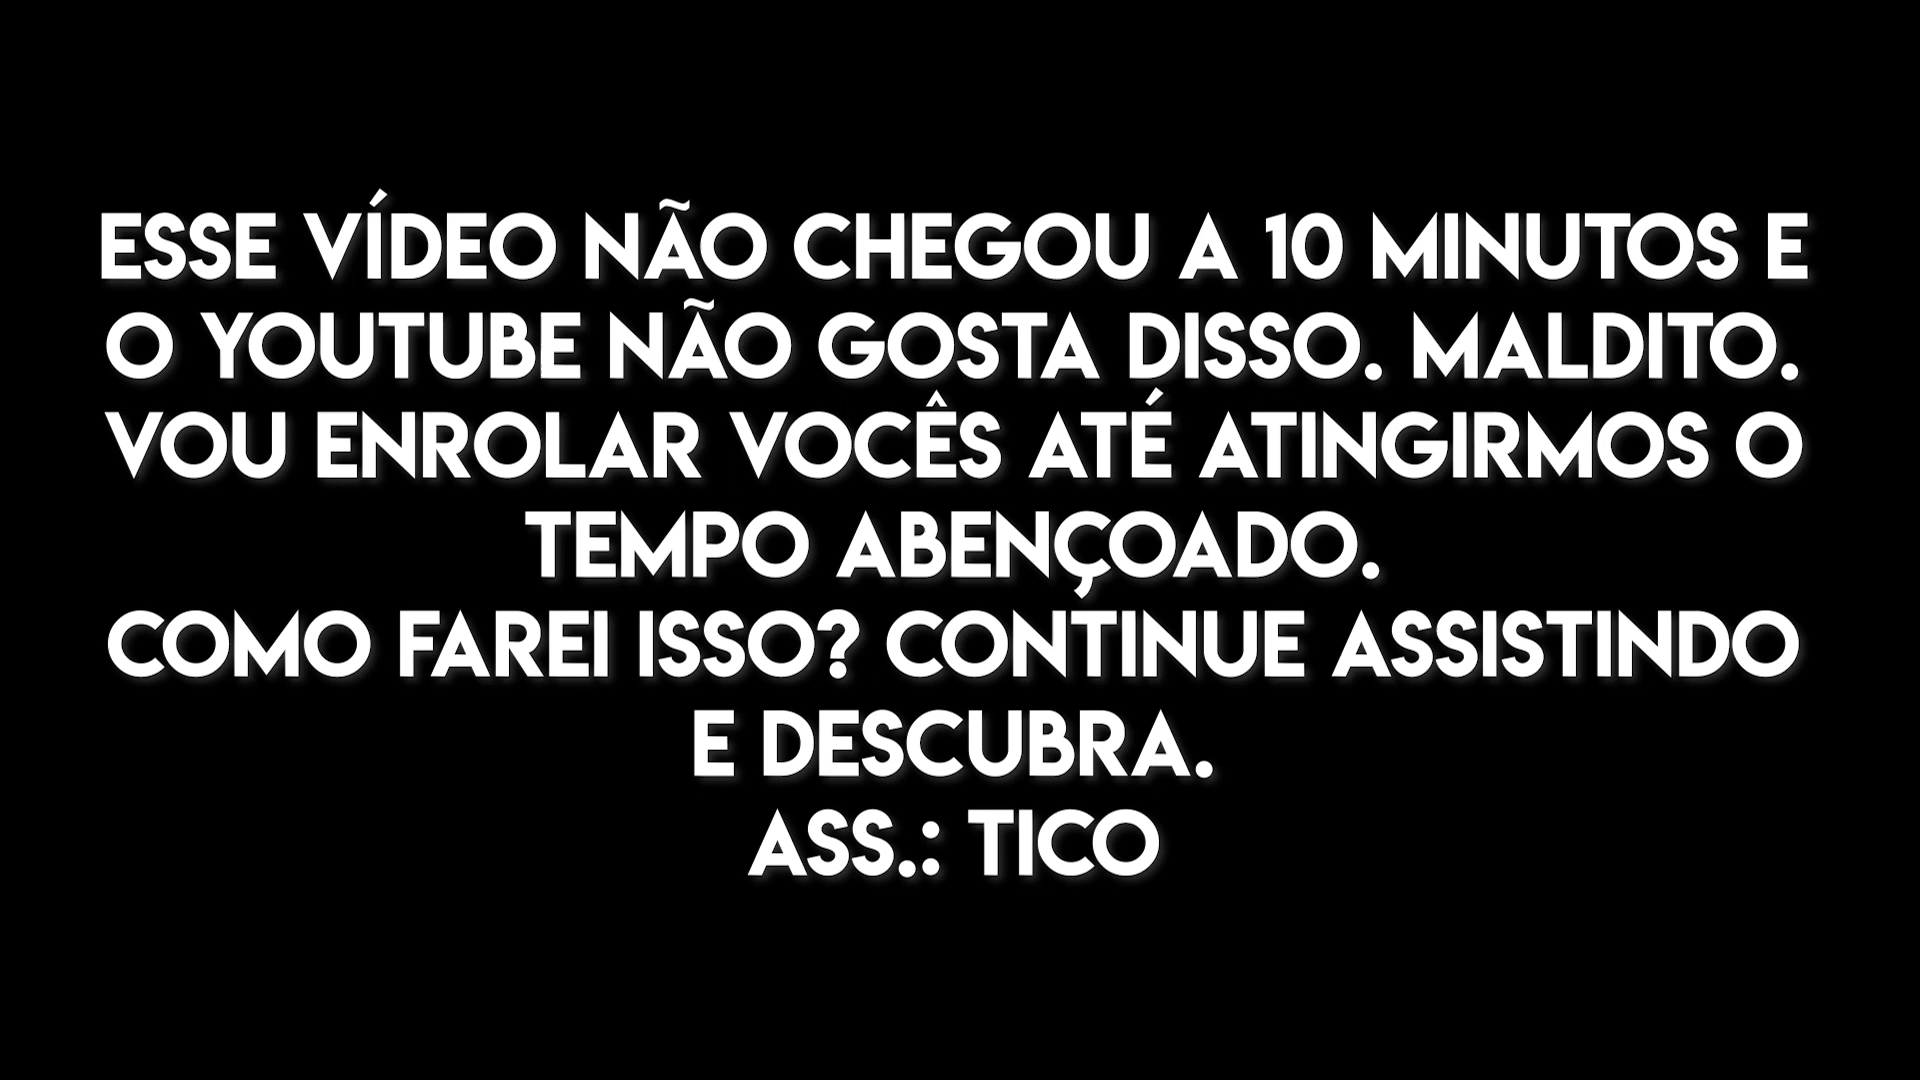 ESSE VÍDEO NÃO CHEGOU A 10 MINUTOS E
O YOUTUBE NÃO GOSTA DISSO. MALDITO.
VOU ENROLAR VOCÊS ATÉ ATINGIRMOS O
TEMPO ABENÇOADO.
COMO FAREI ISSO? CONTINUE ASSISTINDO
E DESCUBRA.
ASS.: TICO